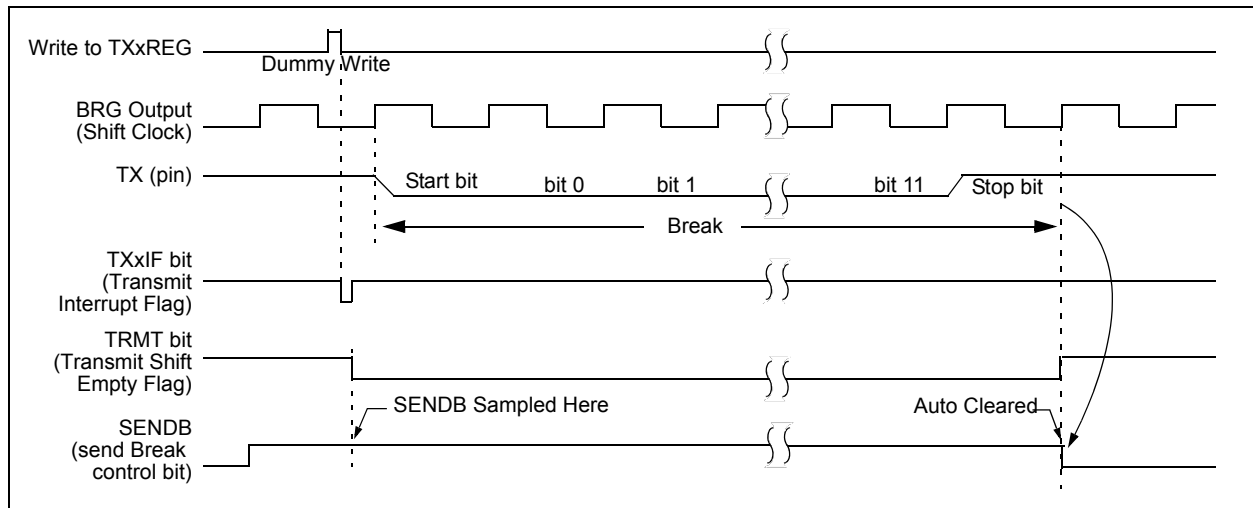 Write to TXxREG
Dummy Write
BRG Output
(Shift Clock)
TX (pin)
Start bit
bit 0
bit 1
bit 11
Stop bit
Break
TXxIF bit
(Transmit
Interrupt Flag)
TRMT bit
(Transmit Shift
Empty Flag)
SENDB Sampled Here
Auto Cleared
SENDB
(send Break
control bit)